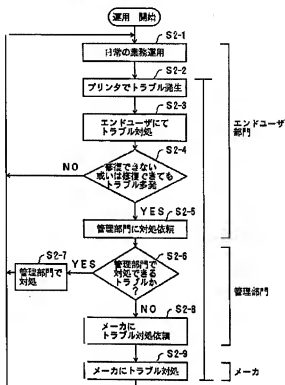 運用 開始
S2-1
日常の業務運用
S2-2
プリンタでトラブル発生
S2-3
エンドユーザにて
トラブル対処
エンドユーザ
部門
S2-4
修復できない
或いは修復できても
トラブル多発
NO
YES
S2-5
管理部門に対処依頼
S2-6
管理部門で
対処できる
トラブルか
?
YES
S2-7
管理部門で
対処
管理部門
NO
S2-8
メーカに
トラブル対処依頼
S2-9
メーカにトラブル対処
メーカ